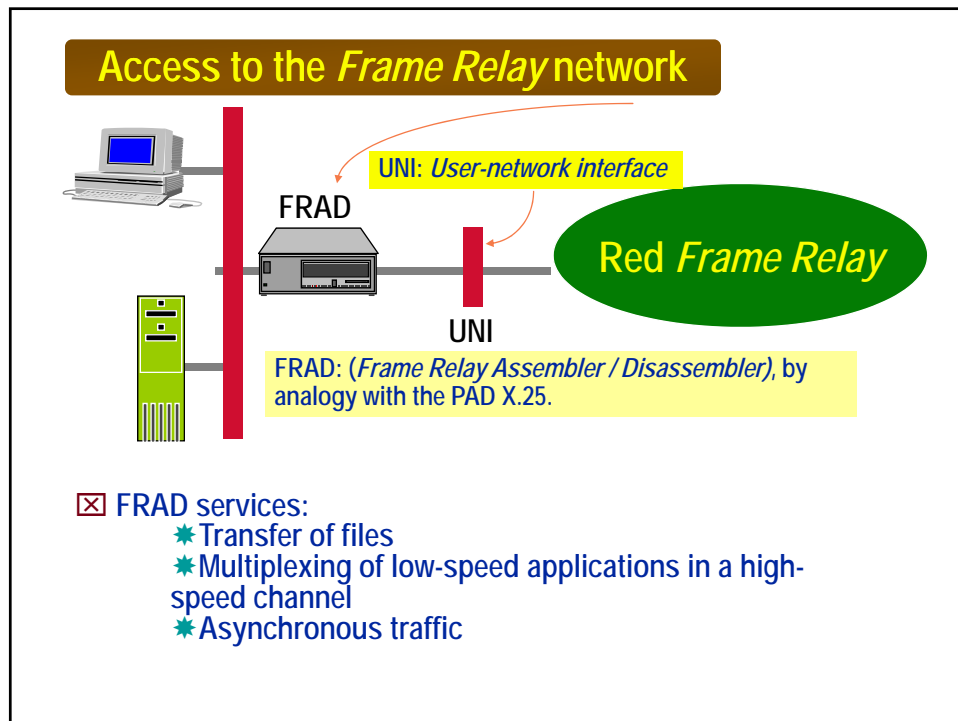 Access to the Frame Relay network
UNI: User-network interface
FRAD
Red Frame Relay
UNI
FRAD: (Frame Relay Assembler / Disassembler), by
analogy with the PAD X.25.
FRAD services:
Transfer of files
Multiplexing of low-speed applications in a high-
speed channel
Asynchronous traffic